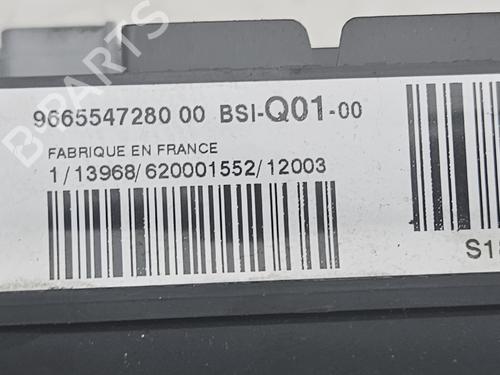 9665547280 00 BSI-Q01-00
FABRIQUE EN FRANCE
1/13968/620001552/12003
B-PARTS